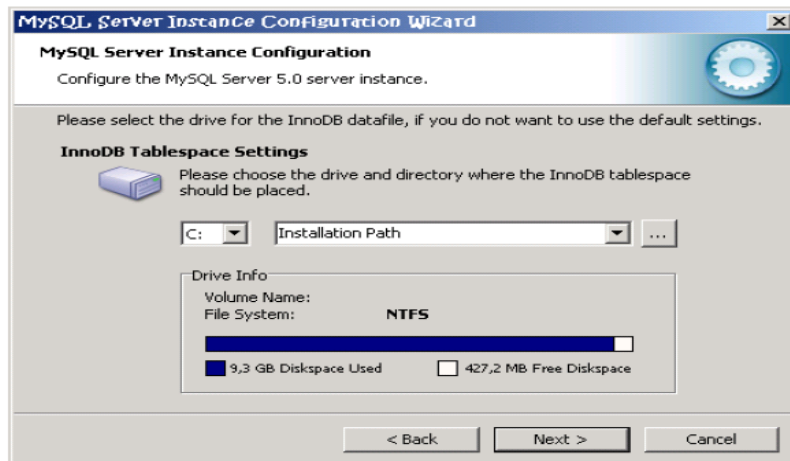 MySQL Server Instance Configuration Wizard
MySQL Server Instance Configuration
Configure the MySQL Server 5.0 server instance.
Please select the drive for the InnoDB datafile, if you do not want to use the default settings.
InnoDB Tablespace Settings
Please choose the drive and directory where the InnoDB tablespace
should be placed.
C: Installation Path ...
Drive Info
Volume Name:
File System: NTFS
9,3 GB Diskspace Used 427,2 MB Free Diskspace
< Back Next > Cancel